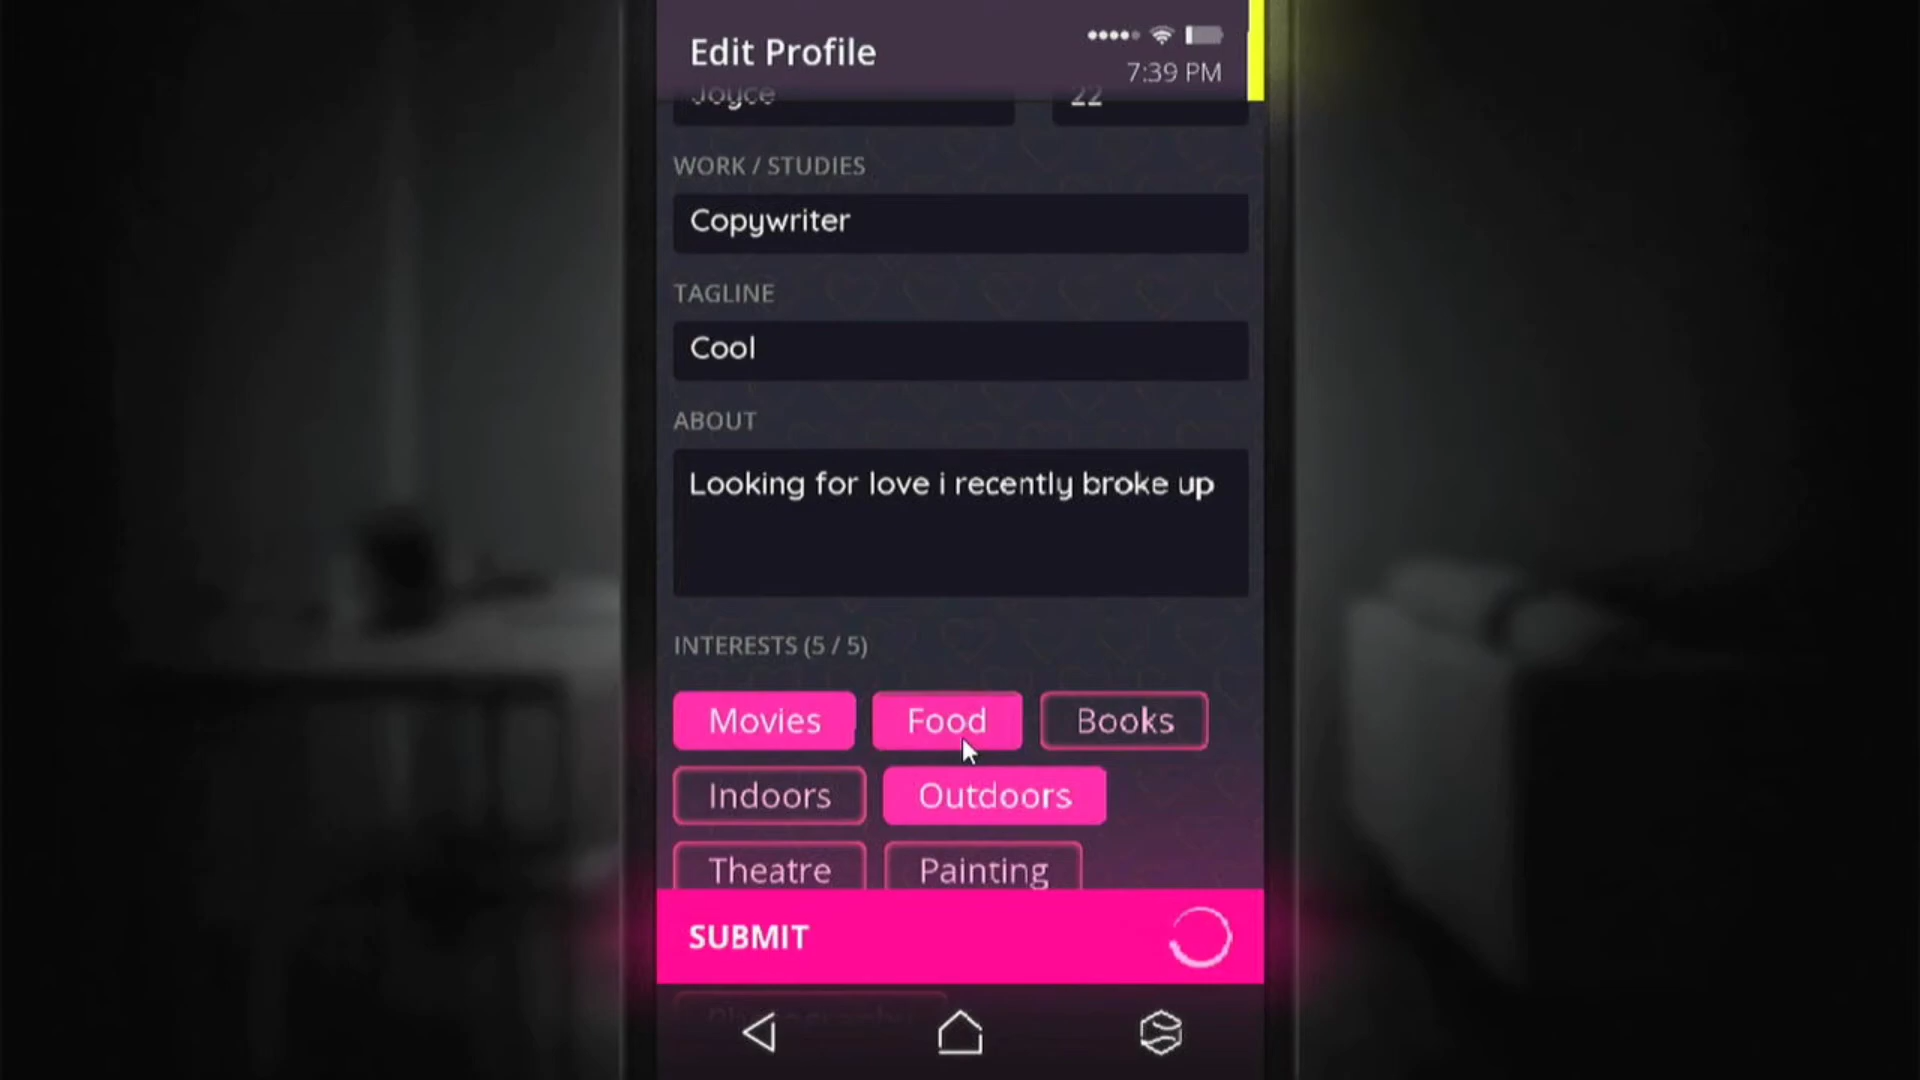 Edit Profile
7:39 PM
Joyce
22
WORK / STUDIES
Copywriter
TAGLINE
Cool
ABOUT
Looking for love i recently broke up
INTERESTS (5 / 5)
Movies
Food
Books
Indoors
Outdoors
Theatre
Painting
SUBMIT